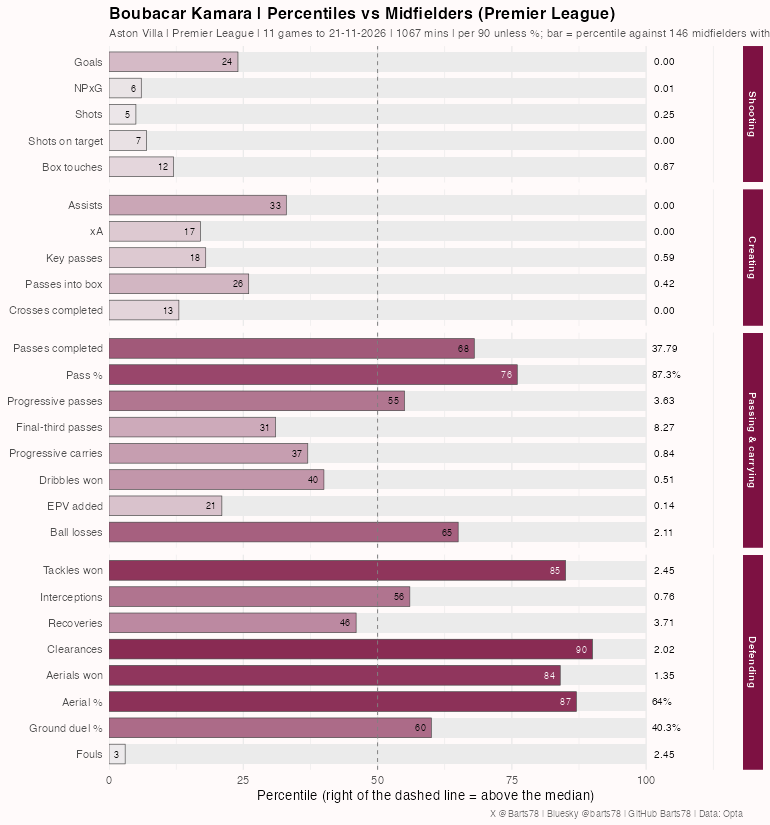 Boubacar Kamara | Percentiles vs Midfielders (Premier League)
Aston Villa | Premier League | 11 games to 21-11-2026 | 1067 mins | per 90 unless %; bar = percentile against 146 midfielders with
Shooting
Goals 24 0.00
NPxG 6 0.01
Shots 5 0.25
Shots on target 7 0.00
Box touches 12 0.67
Creating
Assists 33 0.00
xA 17 0.00
Key passes 18 0.59
Passes into box 26 0.42
Crosses completed 13 0.00
Passing & carrying
Passes completed 68 37.79
Pass % 76 87.3%
Progressive passes 55 3.63
Final-third passes 31 8.27
Progressive carries 37 0.84
Dribbles won 40 0.51
EPV added 21 0.14
Ball losses 65 2.11
Defending
Tackles won 85 2.45
Interceptions 56 0.76
Recoveries 46 3.71
Clearances 90 2.02
Aerials won 84 1.35
Aerial % 87 64%
Ground duel % 60 40.3%
Fouls 3 2.45
0 25 50 75 100
Percentile (right of the dashed line = above the median)
X @Barts78 | Bluesky @barts78 | GitHub Barts78 | Data: Opta